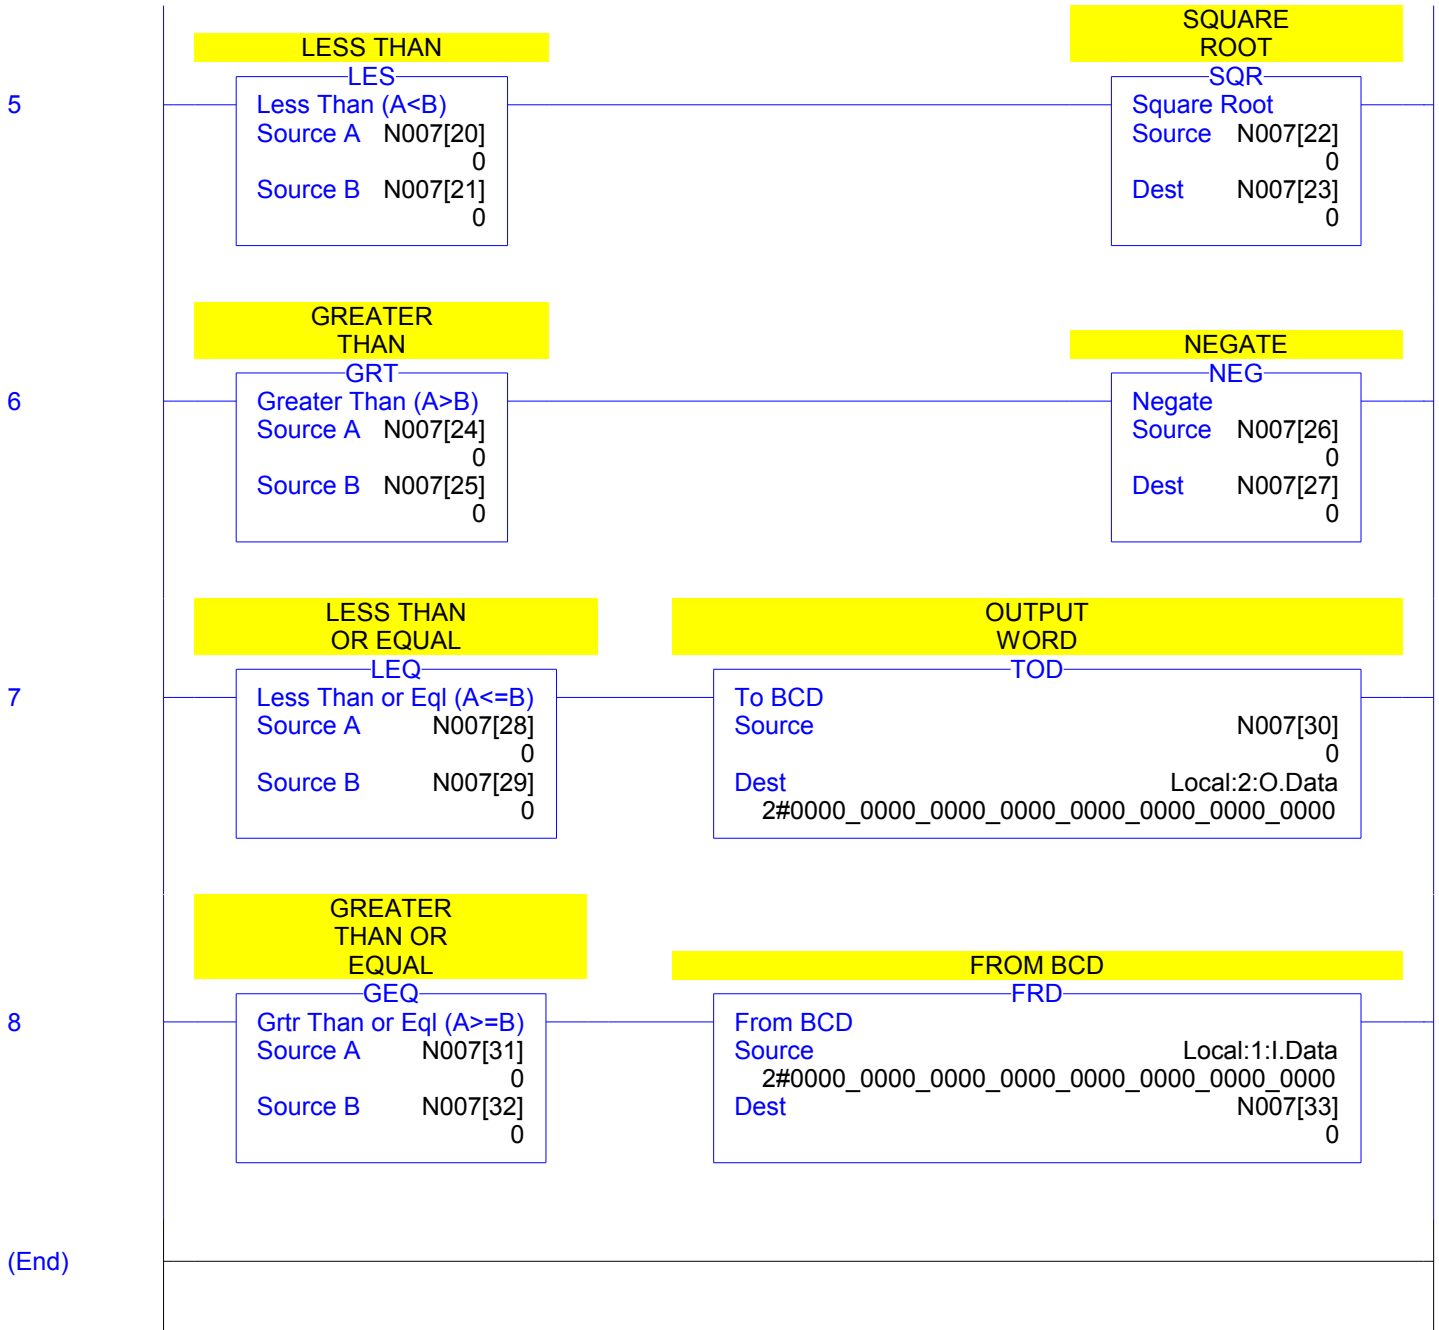 5
LESS THAN
LES
Less Than (A<B)
Source A N007[20]
0
Source B N007[21]
0
SQUARE
ROOT
SQR
Square Root
Source N007[22]
0
Dest N007[23]
0
6
GREATER
THAN
GRT
Greater Than (A>B)
Source A N007[24]
0
Source B N007[25]
0
NEGATE
NEG
Negate
Source N007[26]
0
Dest N007[27]
0
7
LESS THAN
OR EQUAL
LEQ
Less Than or Eql (A<=B)
Source A N007[28]
0
Source B N007[29]
0
OUTPUT
WORD
TOD
To BCD
Source N007[30]
0
Dest Local:2:O.Data
2#0000_0000_0000_0000_0000_0000_0000_0000
8
GREATER
THAN OR
EQUAL
GEQ
Grtr Than or Eql (A>=B)
Source A N007[31]
0
Source B N007[32]
0
FROM BCD
FRD
From BCD
Source Local:1:I.Data
2#0000_0000_0000_0000_0000_0000_0000_0000
Dest N007[33]
0
(End)